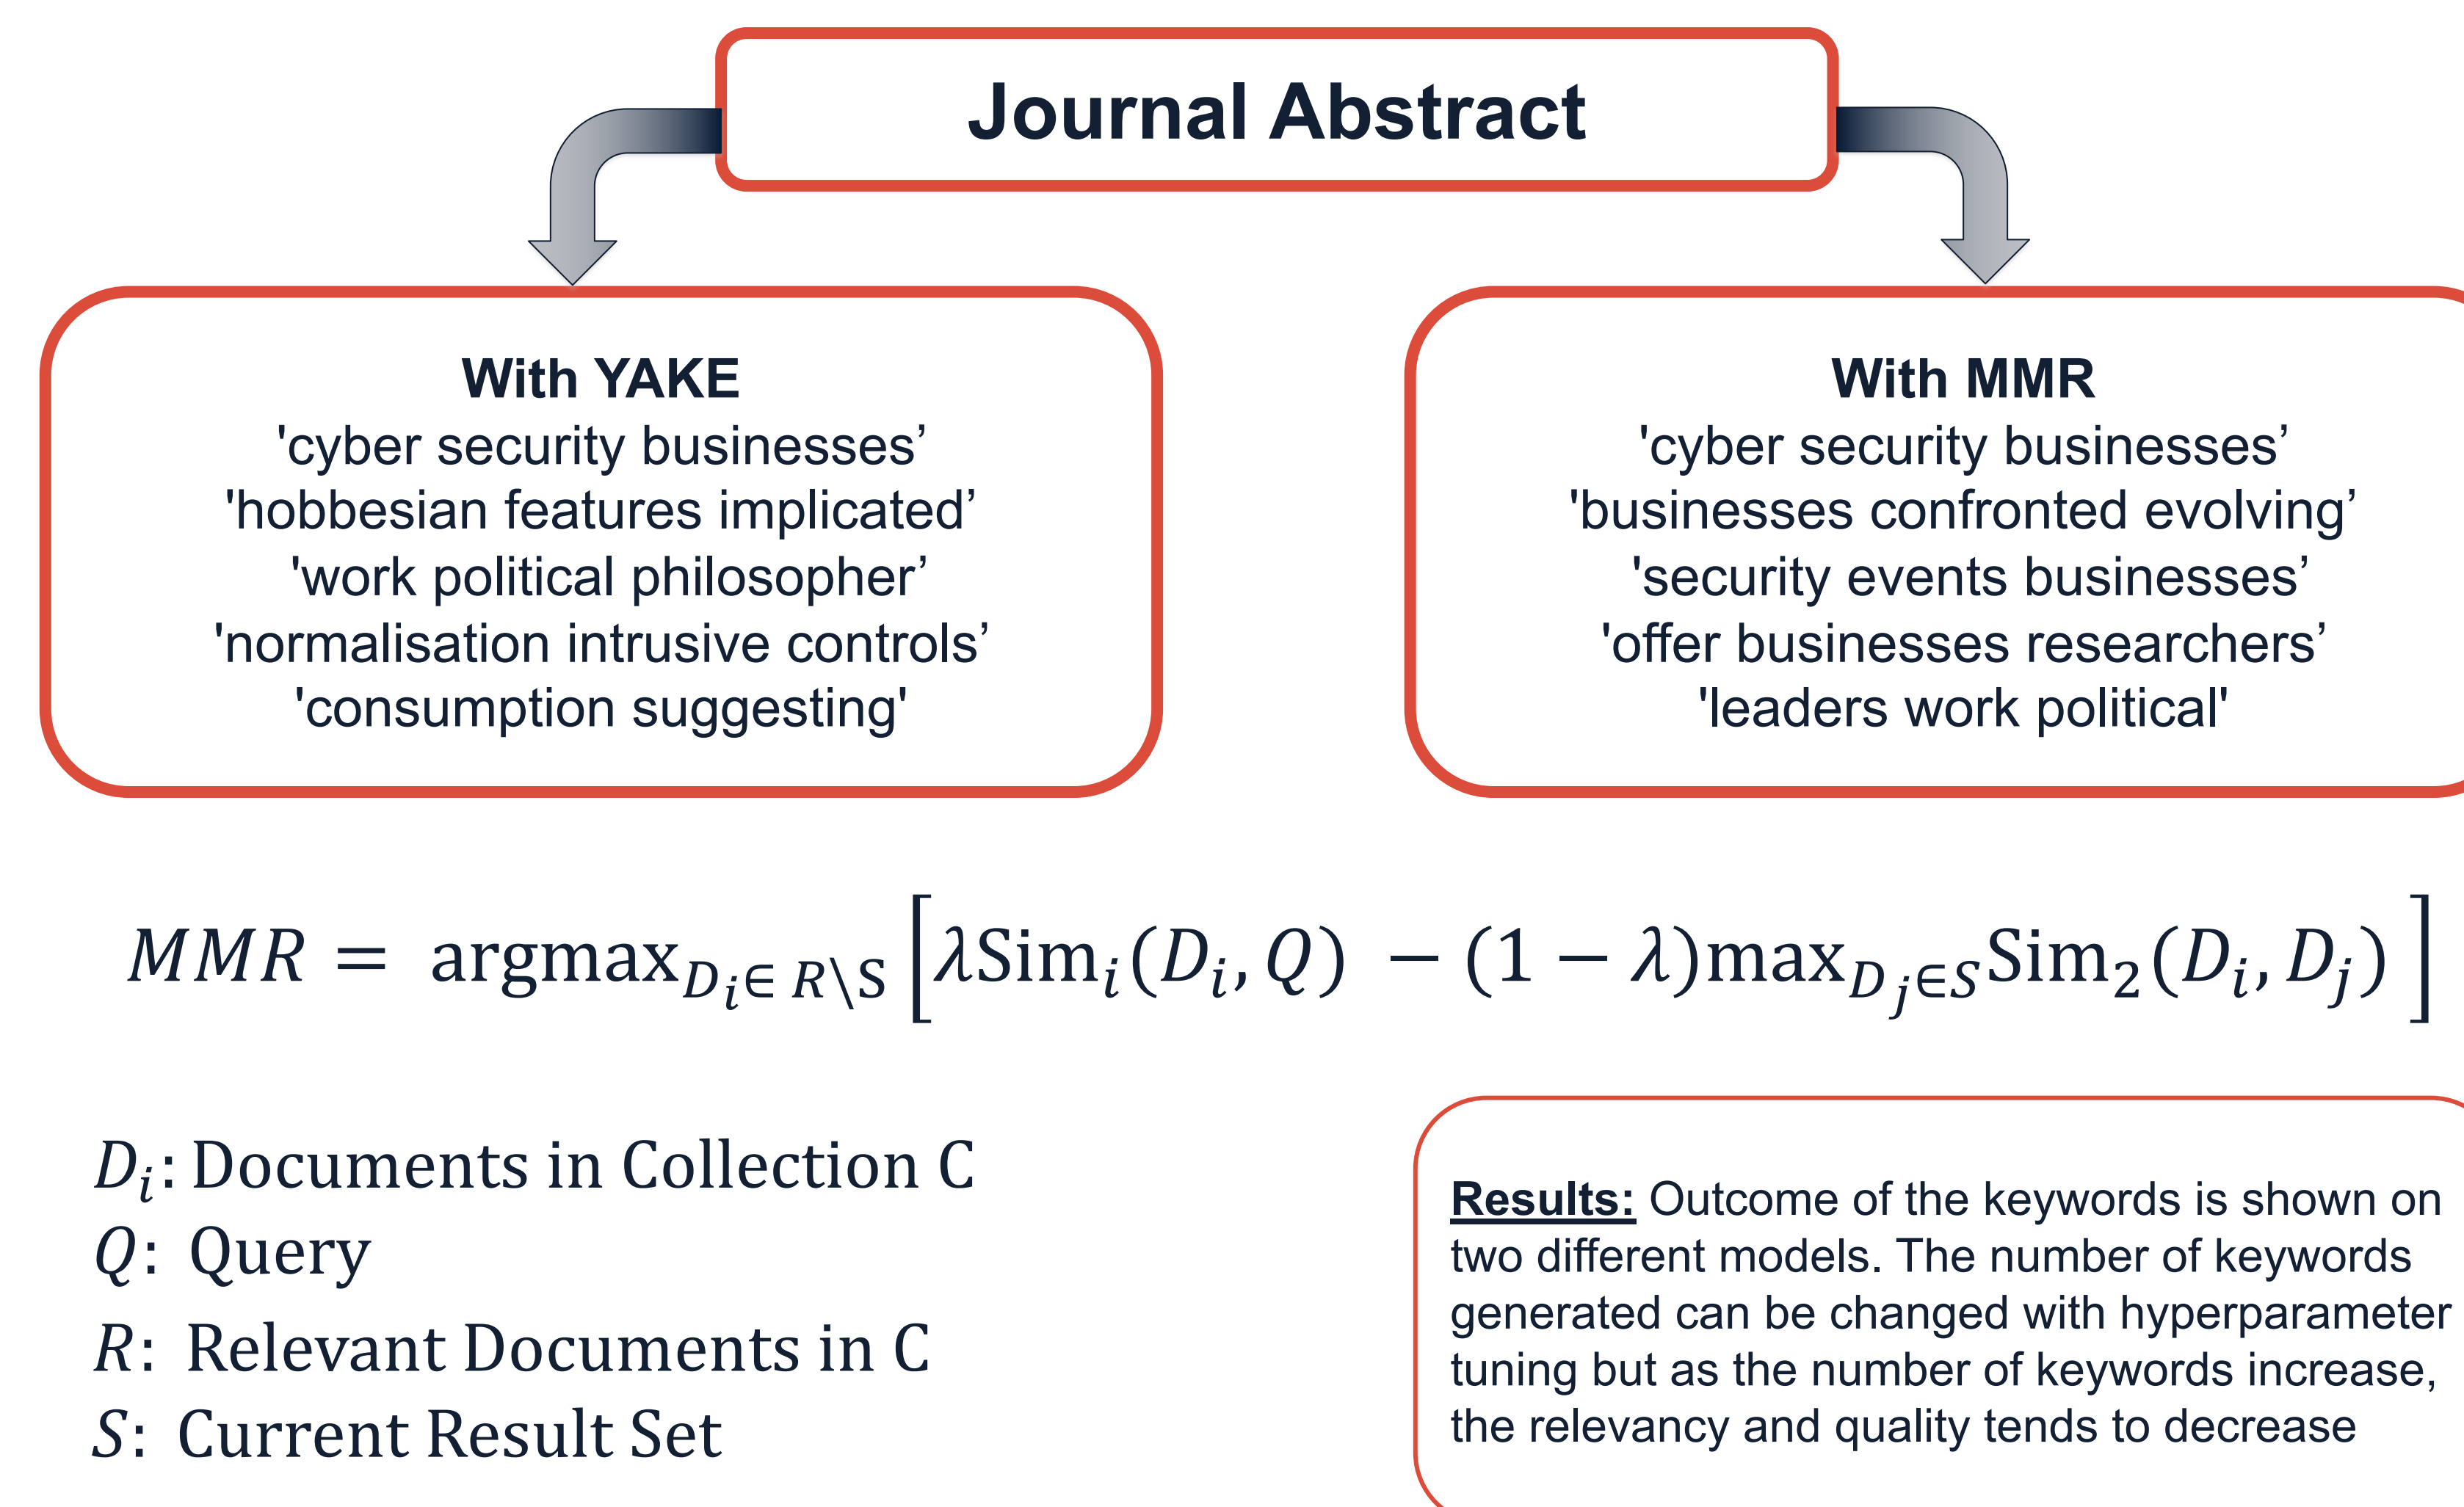 Journal Abstract
With YAKE
'cyber security businesses’
'hobbesian features implicated’
'work political philosopher’
'normalisation intrusive controls’
'consumption suggesting'
With MMR
'cyber security businesses’
'businesses confronted evolving’
'security events businesses’
'offer businesses researchers’
'leaders work political'
MMR = argmax_{D_i∈ R\S} [λSim_i(D_i, Q) − (1 − λ)max_{D_j∈S}Sim_2(D_i, D_j)]
D_i: Documents in Collection C
Q: Query
R: Relevant Documents in C
S: Current Result Set
Results: Outcome of the keywords is shown on
two different models. The number of keywords
generated can be changed with hyperparameter
tuning but as the number of keywords increase,
the relevancy and quality tends to decrease